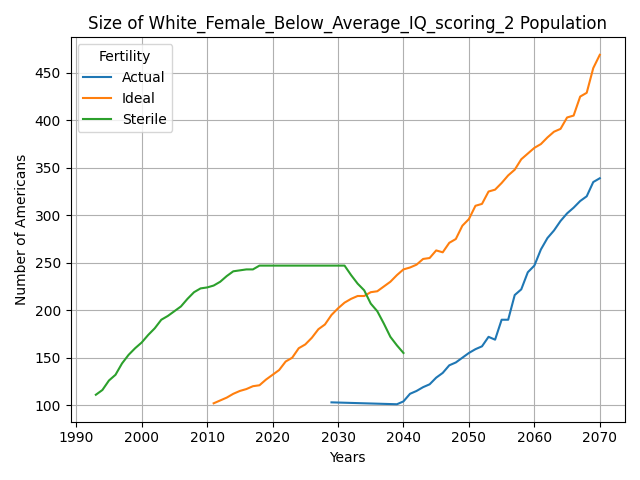 Size of White_Female_Below_Average_IQ_scoring_2 Population
Fertility
Actual
Ideal
Sterile
450
400
350
300
250
200
150
100
Number of Americans
1990 2000 2010 2020 2030 2040 2050 2060 2070
Years